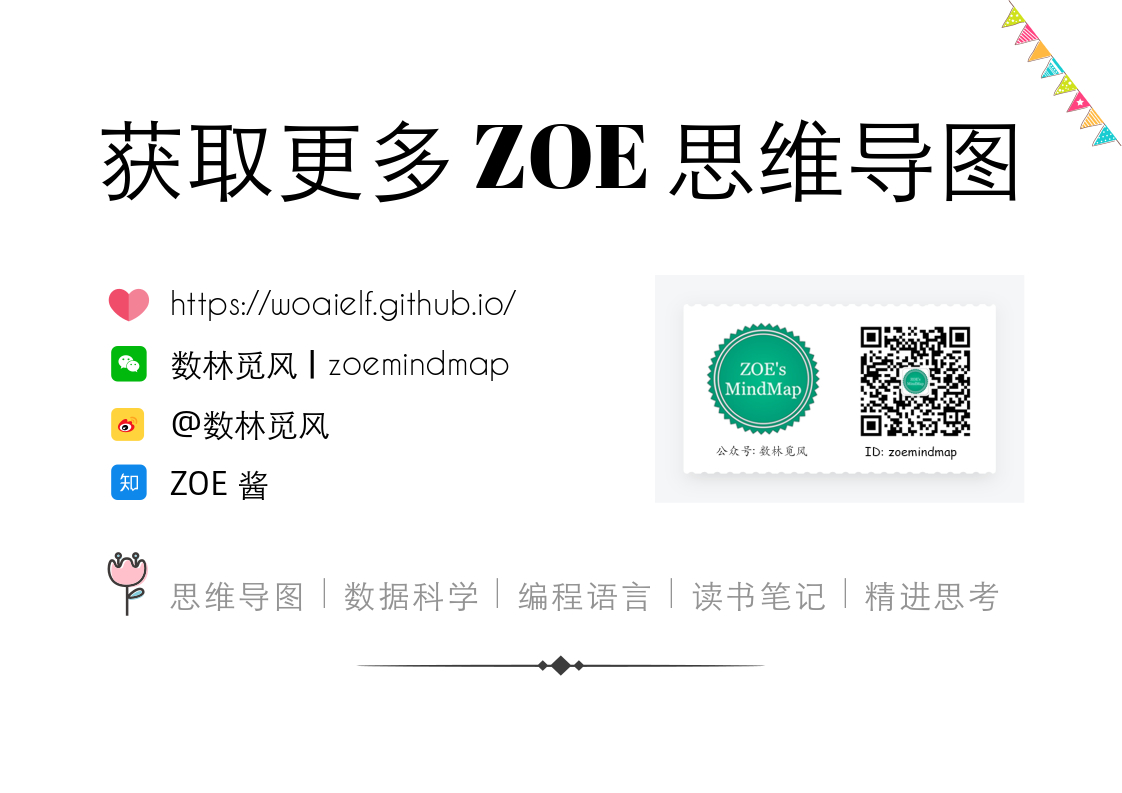 获取更多 ZOE 思维导图
https://woaielf.github.io/
数林觅风 | zoemindmap
@数林觅风
知 ZOE 酱
ZOE's
MindMap
公众号: 数林觅风
ID: zoemindmap
思维导图 | 数据科学 | 编程语言 | 读书笔记 | 精进思考